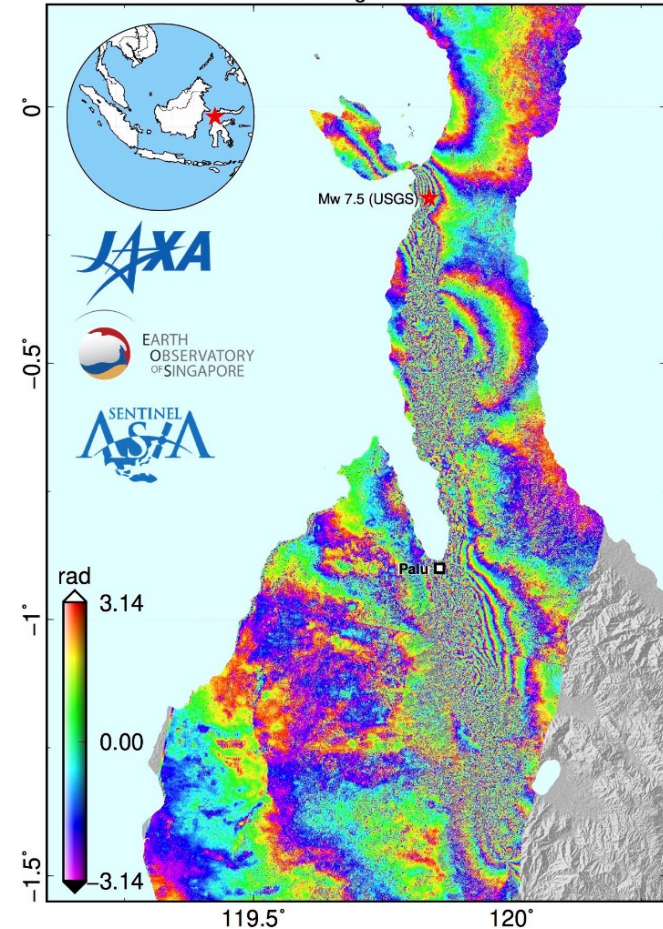 0°
Mw 7.5 (USGS)
JAXA
EARTH
OBSERVATORY
OF SINGAPORE
−0.5°
SENTINEL
ASIA
Palu
rad
3.14
−1°
0.00
−3.14
−1.5°
119.5°
120°